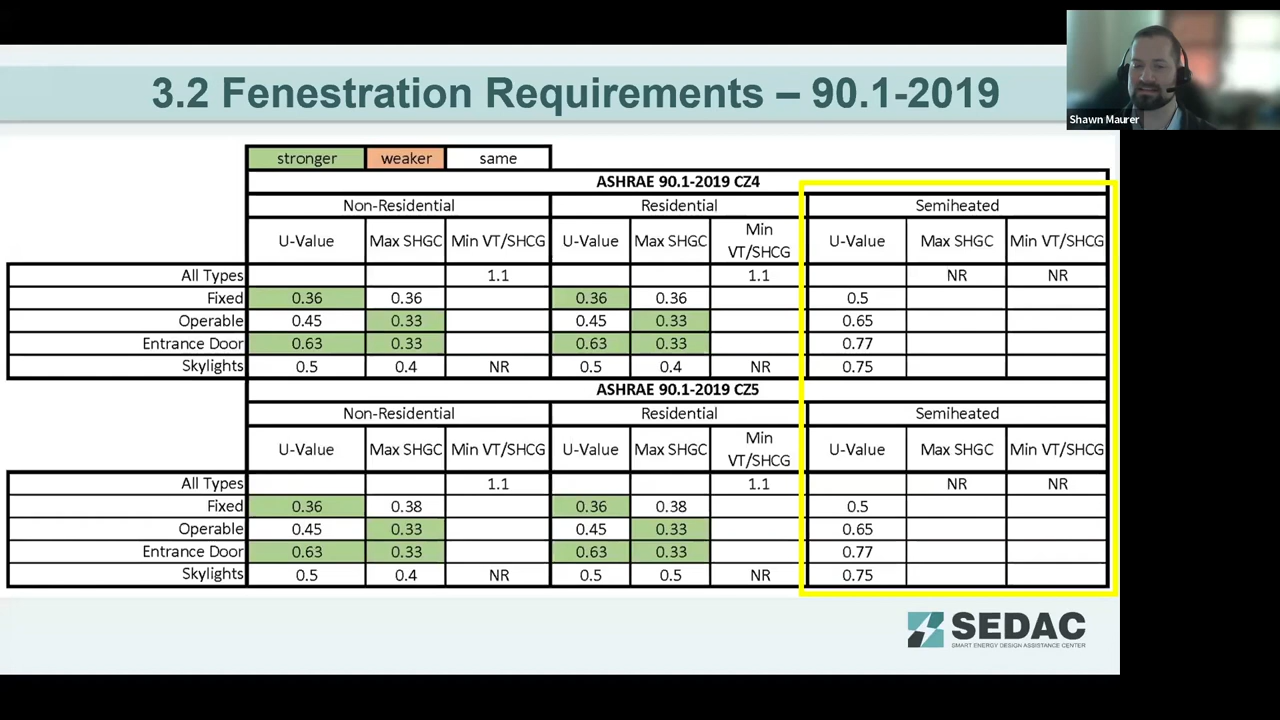 3.2 Fenestration Requirements – 90.1-2019
Shawn Maurer
stronger weaker same
ASHRAE 90.1-2019 CZ4
Non-Residential Residential Semiheated
U-Value Max SHGC Min VT/SHCG U-Value Max SHGC Min VT/SHCG U-Value Max SHGC Min VT/SHCG
All Types 1.1 1.1 NR NR
Fixed 0.36 0.36 0.36 0.36 0.5
Operable 0.45 0.33 0.45 0.33 0.65
Entrance Door 0.63 0.33 0.63 0.33 0.77
Skylights 0.5 0.4 NR 0.5 0.4 NR 0.75
ASHRAE 90.1-2019 CZ5
Non-Residential Residential Semiheated
U-Value Max SHGC Min VT/SHCG U-Value Max SHGC Min VT/SHCG U-Value Max SHGC Min VT/SHCG
All Types 1.1 1.1 NR NR
Fixed 0.36 0.38 0.36 0.38 0.5
Operable 0.45 0.33 0.45 0.33 0.65
Entrance Door 0.63 0.33 0.63 0.33 0.77
Skylights 0.5 0.4 NR 0.5 0.5 NR 0.75
SEDAC
SMART ENERGY DESIGN ASSISTANCE CENTER